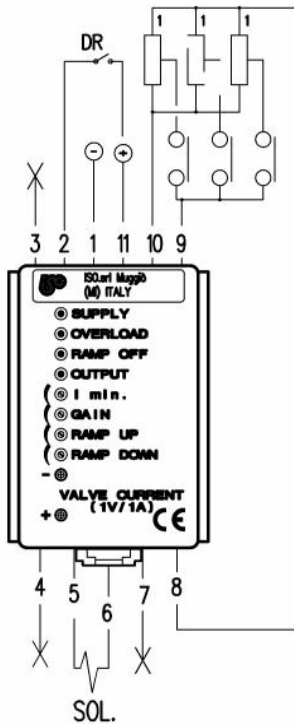 1 1 1
DR
- +
3 2 1 11 10 9
ISO.srl Muggiò
(MI) ITALY
SUPPLY
OVERLOAD
RAMP OFF
OUTPUT
I min.
GAIN
RAMP UP
RAMP DOWN
-
VALVE CURRENT
(1V/1A)
+ CE
4 5 6 7 8
SOL.